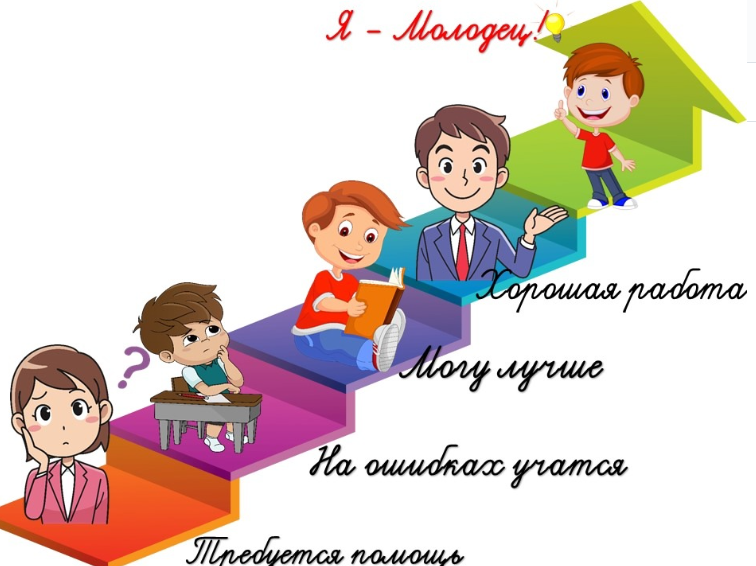 Я - Молодец!
Хорошая работа
Могу лучше
На ошибках учатся
Требуется помощь
?